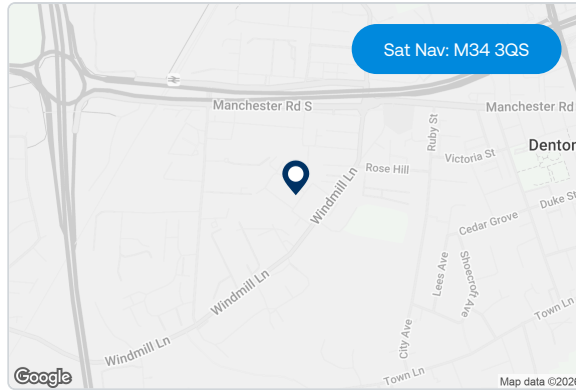 Sat Nav: M34 3QS
Manchester Rd S
Manchester Rd
Ruby St
Denton
Victoria St
Rose Hill
Windmill Ln
Duke St
Cedar Grove
Lees Ave
Shoecroft Ave
Windmill Ln
Town Ln
City Ave
Windmill Ln
Town Ln
Google
Map data ©202